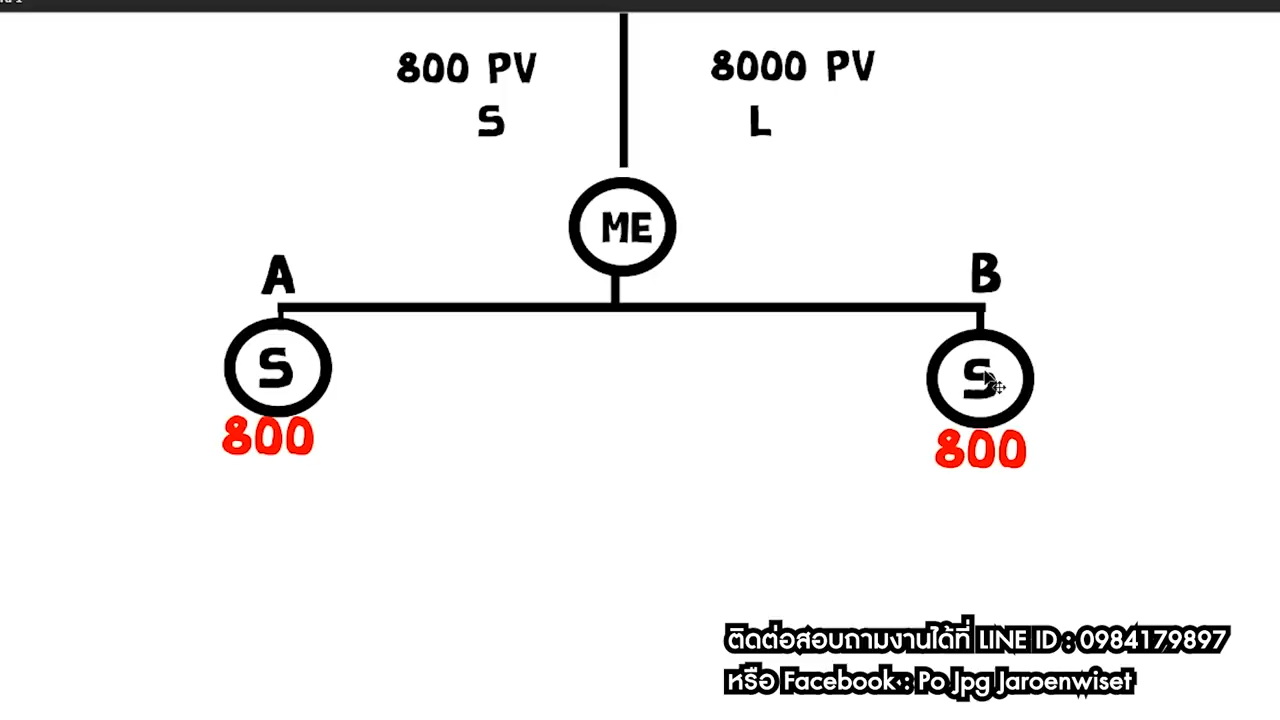 800 PV
8000 PV
S
L
ME
A
B
S
S
800
800
ติดต่อสอบถามงานได้ที่ LINE ID : 0984179897
หรือ Facebook : Po Jpg Jaroenwiset